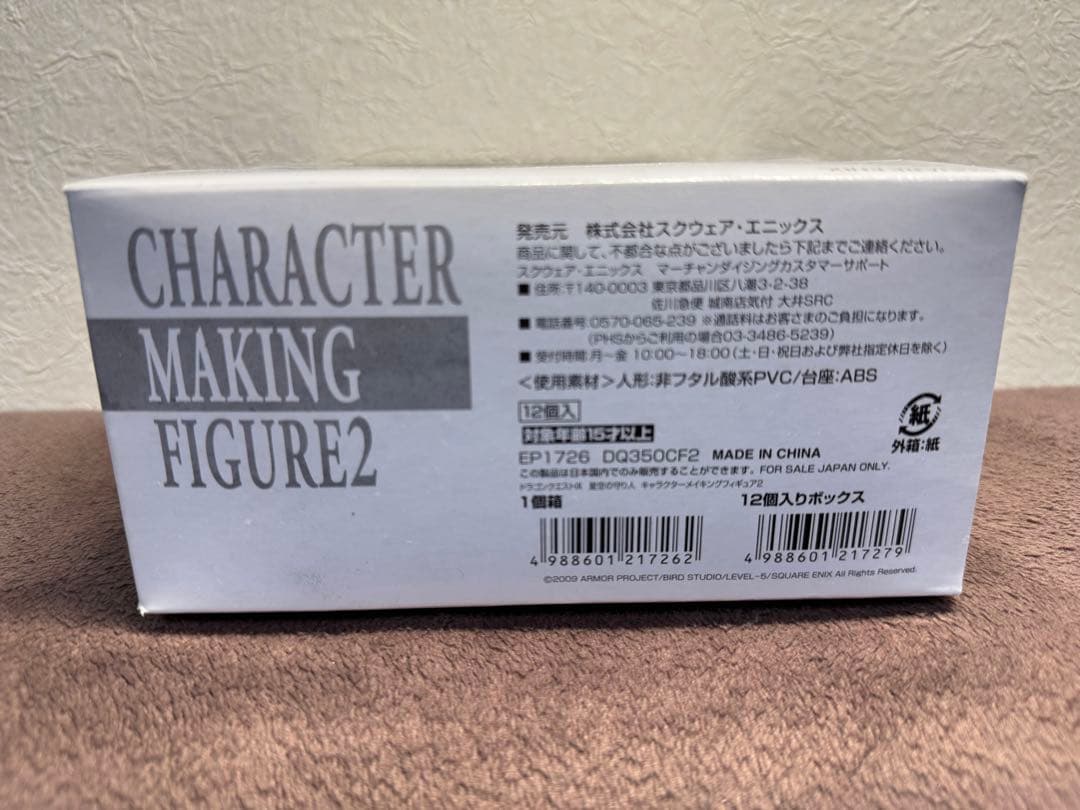 CHARACTER
MAKING
FIGURE2
発売元 株式会社スクウェア・エニックス
商品に関して、不都合な点がございましたら下記までご連絡ください。
スクウェア・エニックス マーチャンダイジングカスタマーサポート
■ 住所:〒140-0003 東京都品川区八潮3-2-38
佐川急便 城南店気付 大井SRC
■ 電話番号:0570-065-239 ※通話料はお客さまのご負担になります。
(PHSからご利用の場合03-3486-5239)
■ 受付時間:月〜金 10:00〜18:00(土・日・祝日および弊社指定休日を除く)
<使用素材>人形:非フタル酸系PVC/台座:ABS
12個入
対象年齢15才以上
紙
外箱:紙
EP1726 DQ350CF2 MADE IN CHINA
この製品は日本国内でのみ販売することができます。FOR SALE JAPAN ONLY.
ドラゴンクエストIX 星空の守り人 キャラクターメイキングフィギュア2
1個箱
12個入りボックス
4 988601 217262
4 988601 217279
©2009 ARMOR PROJECT/BIRD STUDIO/LEVEL-5/SQUARE ENIX All Rights Reserved.